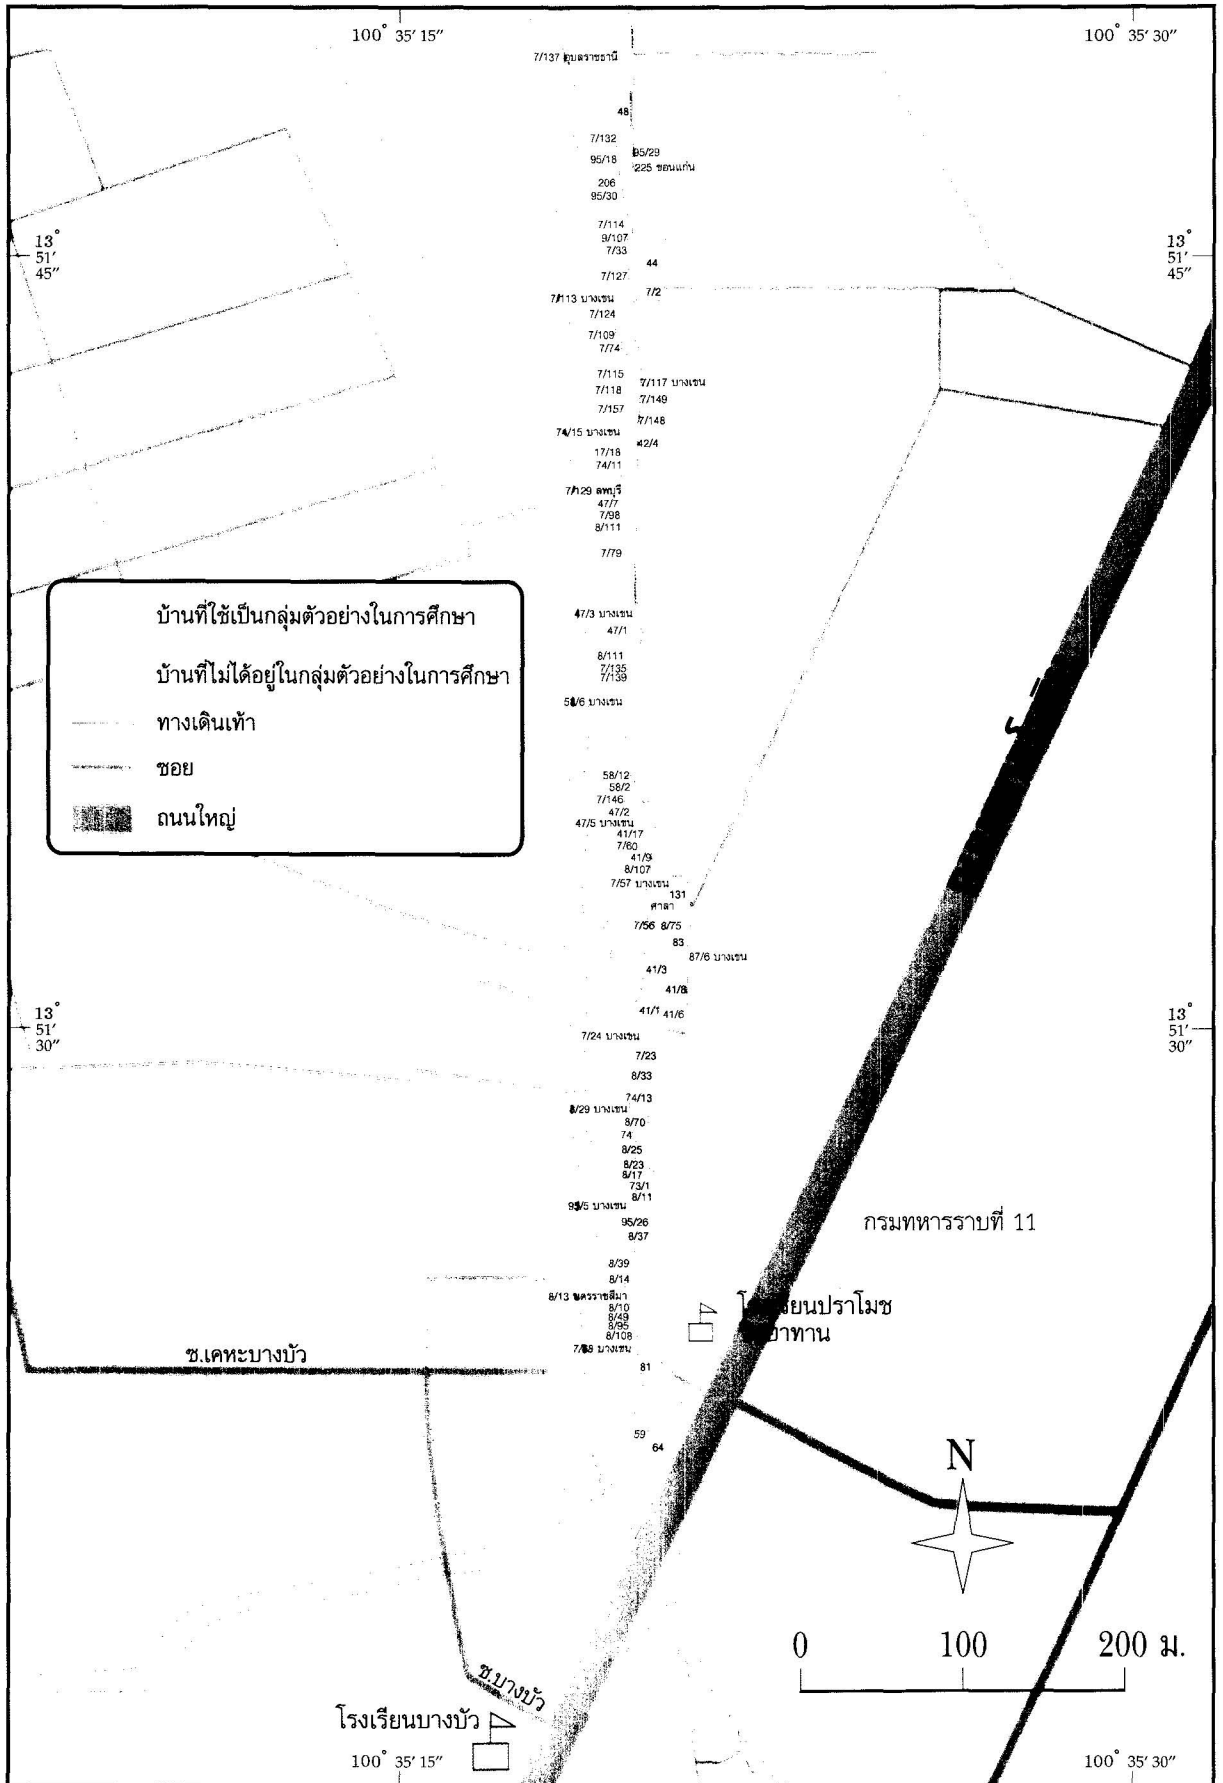 100° 35′ 15″
100° 35′ 30″
7/137 อุบลราชธานี
48
7/132
95/29
95/18
225 ขอนแก่น
206
95/30
7/114
9/107
7/33
13° 51′ 45″
13° 51′ 45″
44
7/127
7/2
7/113 บางเขน
7/124
7/109
7/74
7/115
7/117 บางเขน
7/118
7/149
7/157
7/148
74/15 บางเขน
42/4
17/18
74/11
7/129 ลพบุรี
47/7
7/98
8/111
7/79
บ้านที่ใช้เป็นกลุ่มตัวอย่างในการศึกษา
บ้านที่ไม่ได้อยู่ในกลุ่มตัวอย่างในการศึกษา
ทางเดินเท้า
ซอย
ถนนใหญ่
47/3 บางเขน
47/1
8/111
7/135
7/139
บางเขน
58/12
58/2
7/146
47/2
47/5 บางเขน
41/17
7/60
41/9
8/107
7/57 บางเขน
131
ศาลา
7/56 8/75
83
87/6 บางเขน
41/3
41/8
41/1 41/6
13° 51′ 30″
13° 51′ 30″
7/24 บางเขน
7/23
8/33
74/13
8/29 บางเขน
8/70
74
8/25
8/23
8/17
73/1
8/11
บางเขน
95/26
8/37
กรมทหารราบที่ 11
8/39
8/14
8/13 นครราชสีมา
8/10
8/49
8/95
8/108
บางเขน
81
ซ.เคหะบางบัว
59
64
N
0 100 200 ม.
ซ.บางบัว
โรงเรียนบางบัว
100° 35′ 15″
100° 35′ 30″